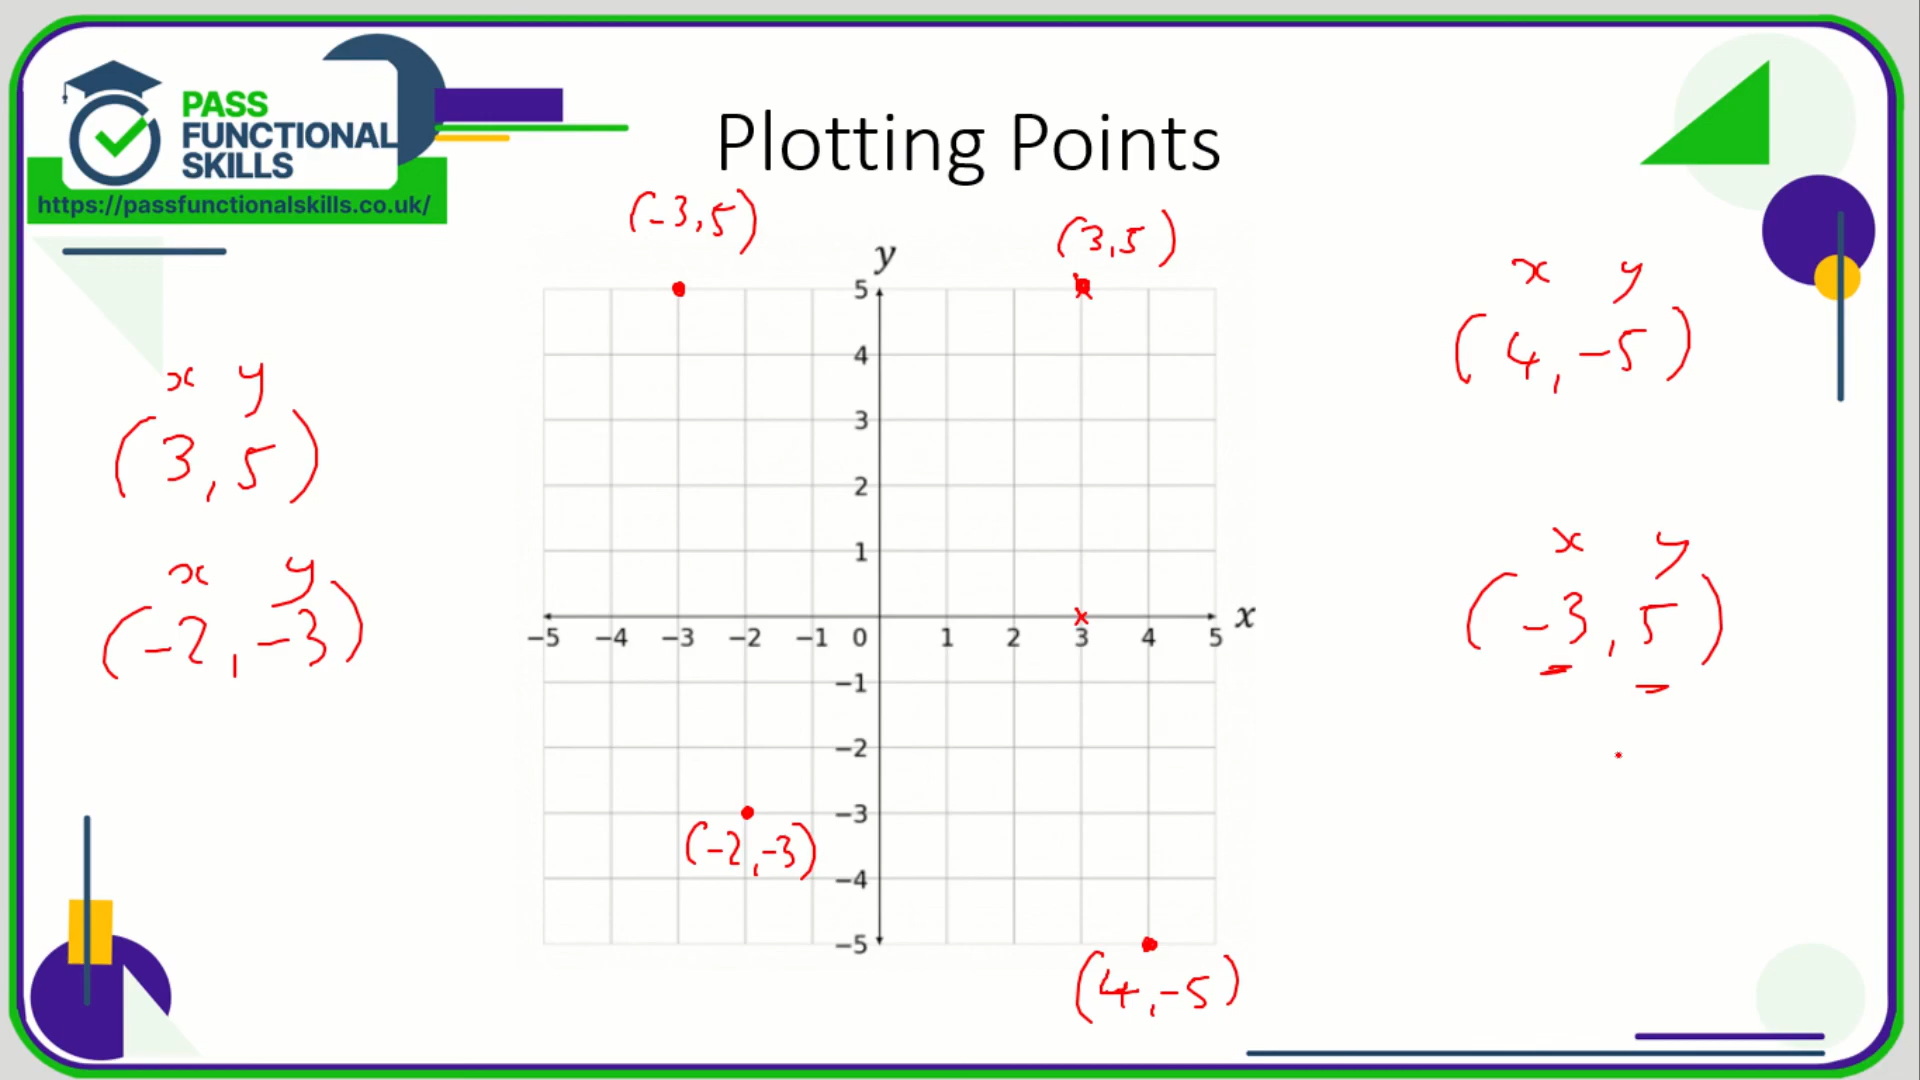 PASS
FUNCTIONAL
SKILLS
https://passfunctionalskills.co.uk/
Plotting Points
(-3,5)
(3,5)
y
x y
(4,-5)
x y
(3,5)
x y
(-2,-3)
x y
(-3,5)
5
4
3
2
1
−5 −4 −3 −2 −1 0 1 2 3 4 5 x
−1
−2
−3
(-2,-3)
−4
−5
(4,-5)